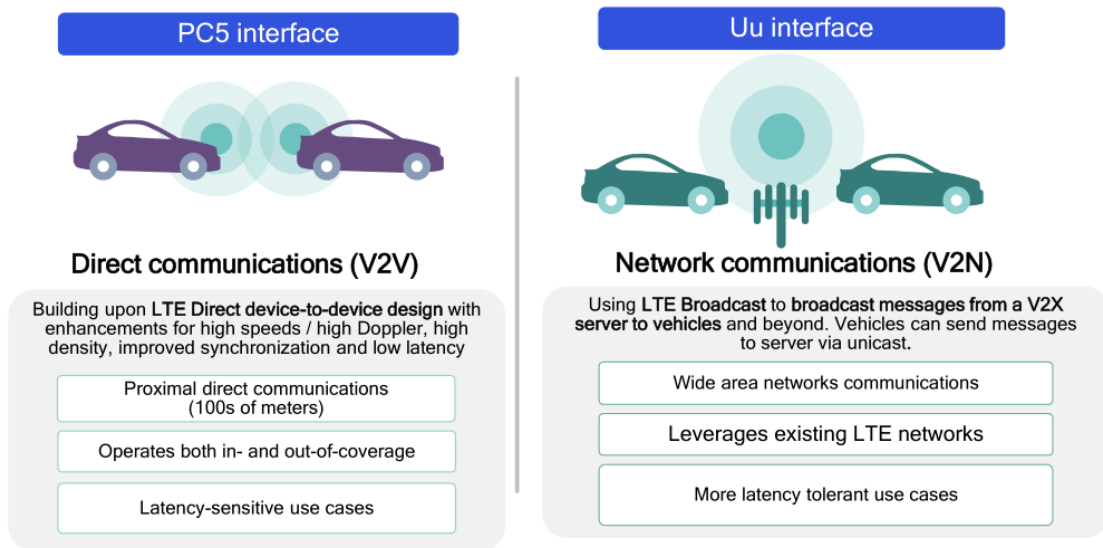 PC5 interface
Direct communications (V2V)
Building upon LTE Direct device-to-device design with
enhancements for high speeds / high Doppler, high
density, improved synchronization and low latency
Proximal direct communications
(100s of meters)
Operates both in- and out-of-coverage
Latency-sensitive use cases
Uu interface
Network communications (V2N)
Using LTE Broadcast to broadcast messages from a V2X
server to vehicles and beyond. Vehicles can send messages
to server via unicast.
Wide area networks communications
Leverages existing LTE networks
More latency tolerant use cases